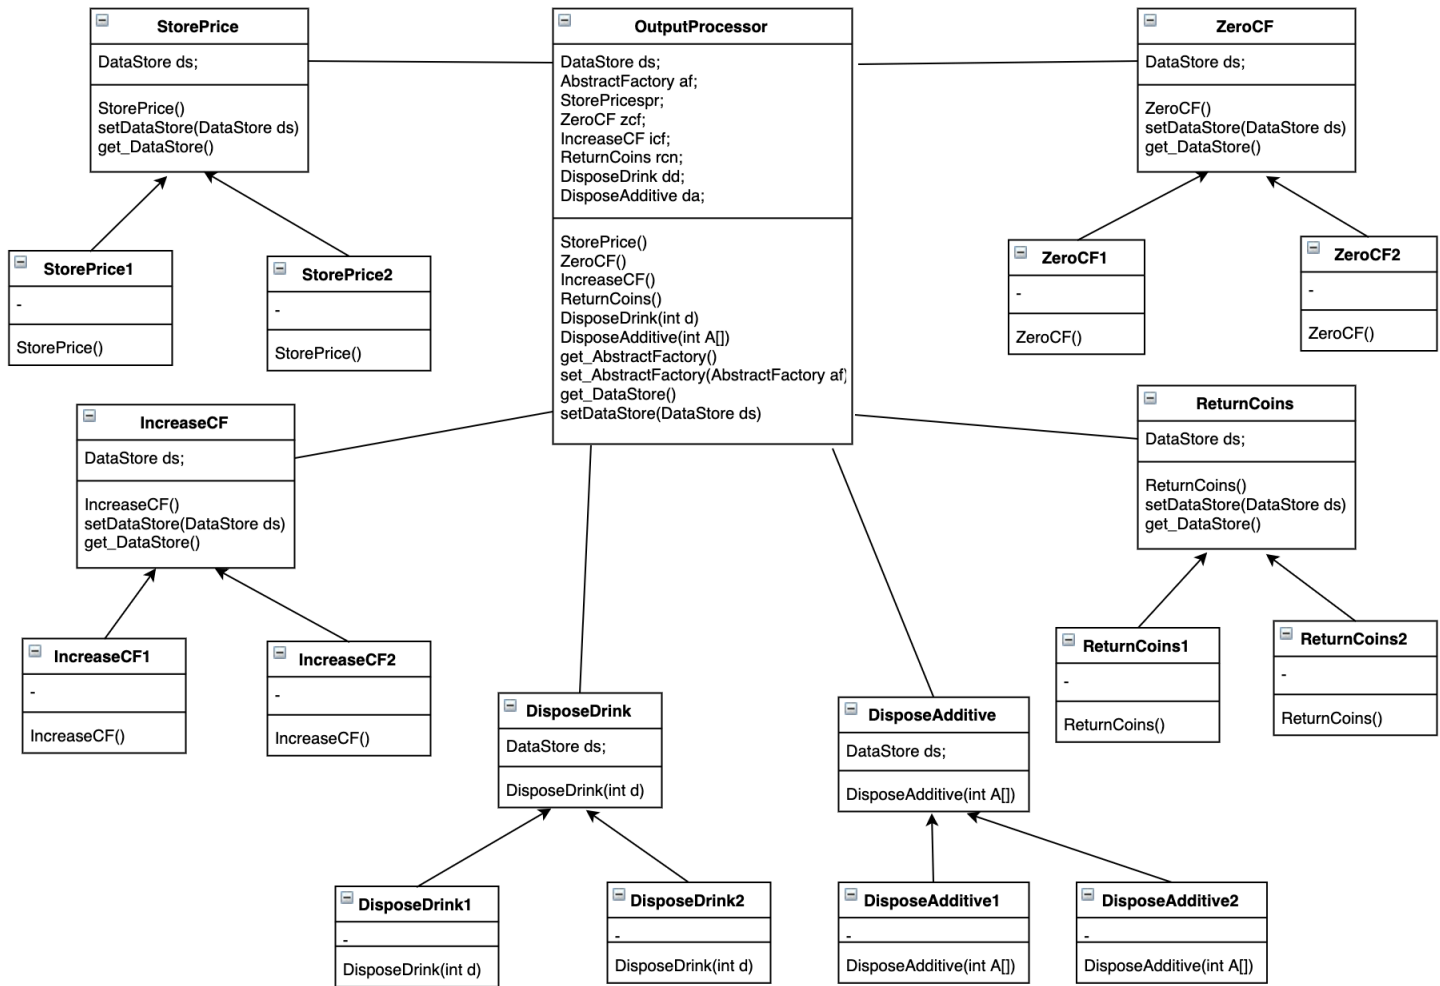 StorePrice
DataStore ds;
StorePrice()
setDataStore(DataStore ds)
get_DataStore()
OutputProcessor
DataStore ds;
AbstractFactory af;
StorePricespr;
ZeroCF zcf;
IncreaseCF icf;
ReturnCoins rcn;
DisposeDrink dd;
DisposeAdditive da;
StorePrice()
ZeroCF()
IncreaseCF()
ReturnCoins()
DisposeDrink(int d)
DisposeAdditive(int A[])
get_AbstractFactory()
set_AbstractFactory(AbstractFactory af)
get_DataStore()
setDataStore(DataStore ds)
ZeroCF
DataStore ds;
ZeroCF()
setDataStore(DataStore ds)
get_DataStore()
StorePrice1
-
StorePrice()
StorePrice2
-
StorePrice()
ZeroCF1
-
ZeroCF()
ZeroCF2
-
ZeroCF()
IncreaseCF
DataStore ds;
IncreaseCF()
setDataStore(DataStore ds)
get_DataStore()
ReturnCoins
DataStore ds;
ReturnCoins()
setDataStore(DataStore ds)
get_DataStore()
IncreaseCF1
-
IncreaseCF()
IncreaseCF2
-
IncreaseCF()
ReturnCoins1
-
ReturnCoins()
ReturnCoins2
-
ReturnCoins()
DisposeDrink
DataStore ds;
DisposeDrink(int d)
DisposeAdditive
DataStore ds;
DisposeAdditive(int A[])
DisposeDrink1
-
DisposeDrink(int d)
DisposeDrink2
-
DisposeDrink(int d)
DisposeAdditive1
-
DisposeAdditive(int A[])
DisposeAdditive2
-
DisposeAdditive(int A[])